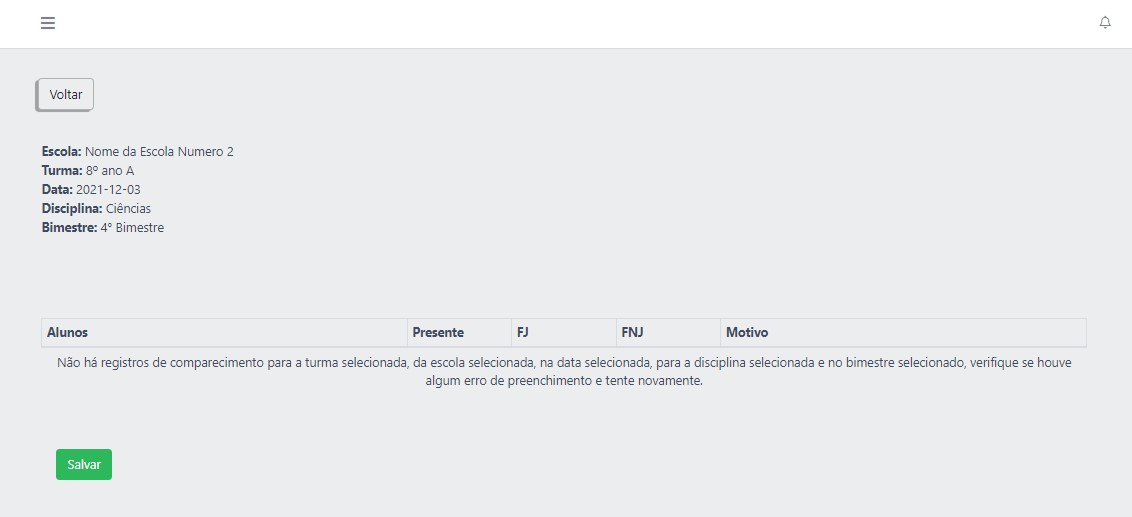 Voltar
Escola: Nome da Escola Numero 2
Turma: 8º ano A
Data: 2021-12-03
Disciplina: Ciências
Bimestre: 4° Bimestre
Alunos Presente FJ FNJ Motivo
Não há registros de comparecimento para a turma selecionada, da escola selecionada, na data selecionada, para a disciplina selecionada e no bimestre selecionado, verifique se houve
algum erro de preenchimento e tente novamente.
Salvar